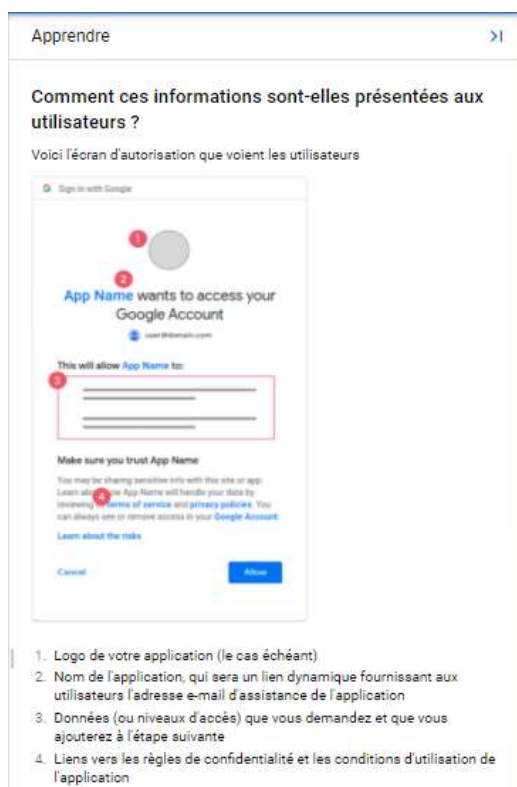 Apprendre
Comment ces informations sont-elles présentées aux
utilisateurs ?
Voici l'écran d'autorisation que voient les utilisateurs
G Sign in with Google
1
2
App Name wants to access your
Google Account
user@domain.com
This will allow App Name to:
3
Make sure you trust App Name
You may be sharing sensitive info with this site or app.
Learn about how App Name will handle your data by
reviewing terms of service and privacy policies. You
4
can always see or remove access in your Google Account.
Learn about the risks
Cancel Allow
1. Logo de votre application (le cas échéant)
2. Nom de l'application, qui sera un lien dynamique fournissant aux
utilisateurs l'adresse e-mail d'assistance de l'application
3. Données (ou niveaux d'accès) que vous demandez et que vous
ajouterez à l'étape suivante
4. Liens vers les règles de confidentialité et les conditions d'utilisation de
l'application